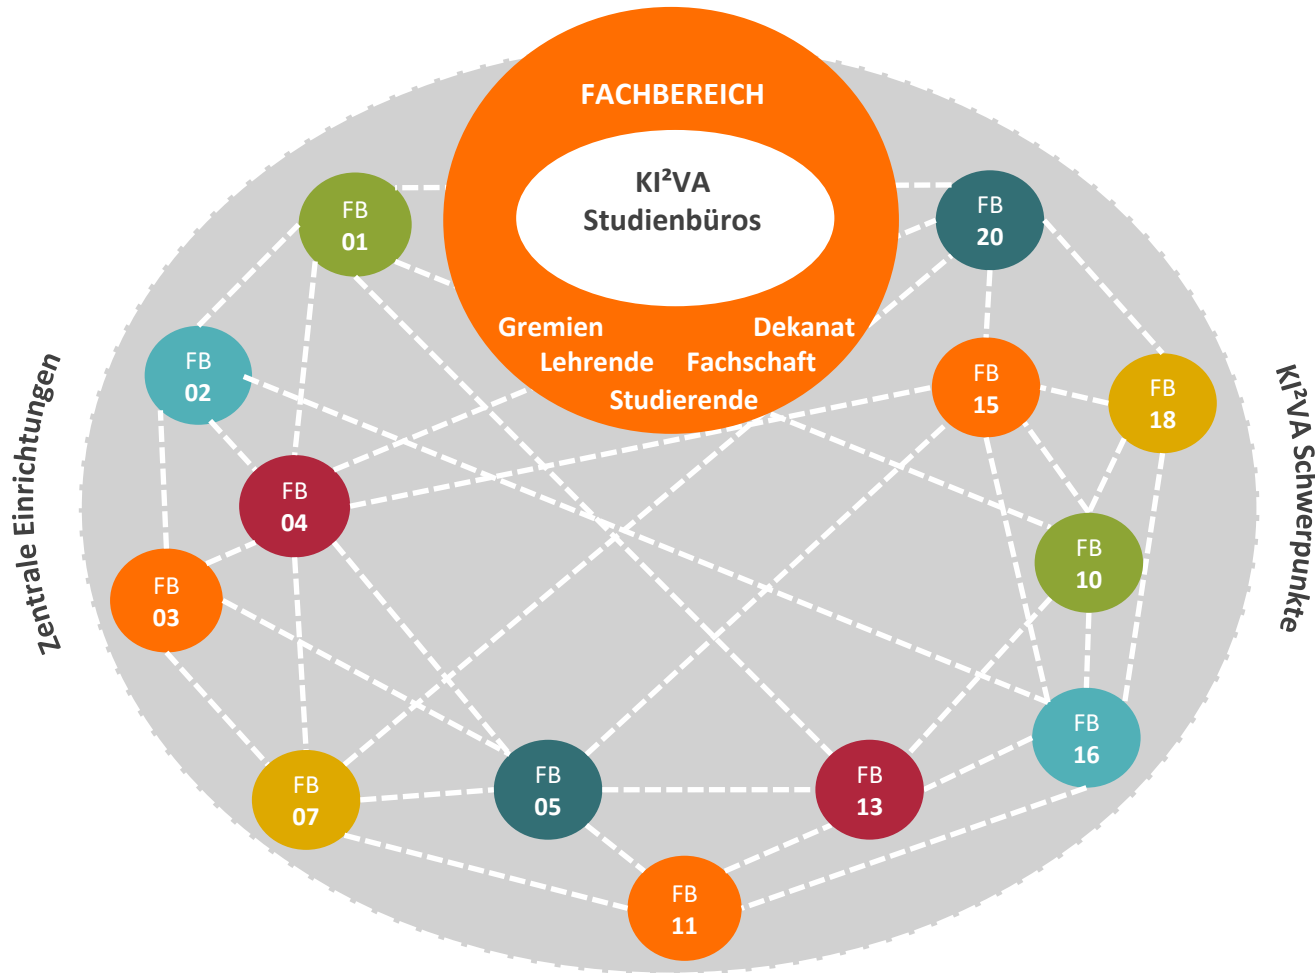 FACHBEREICH
KI²VA
Studienbüros
Gremien
Dekanat
Lehrende
Fachschaft
Studierende
FB
01
FB
20
FB
02
FB
15
FB
18
Zentrale Einrichtungen
KI²VA Schwerpunkte
FB
04
FB
10
FB
03
FB
16
FB
07
FB
05
FB
13
FB
11